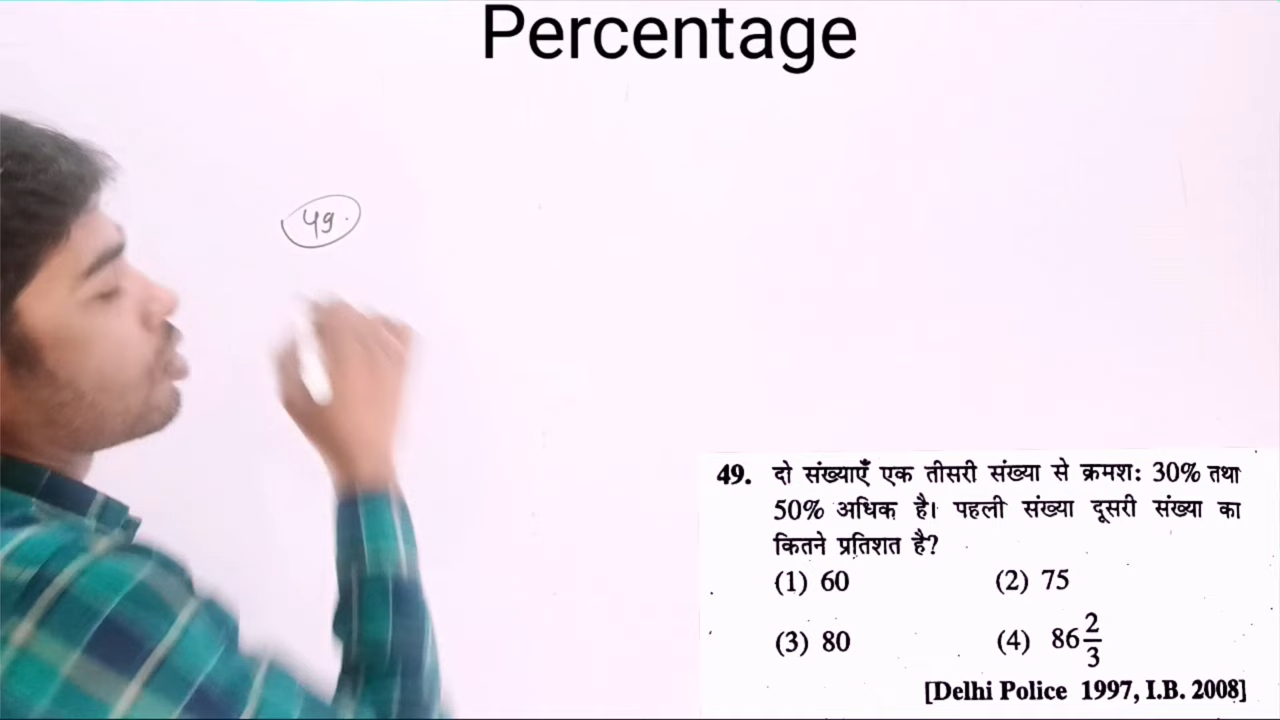 Percentage
49.
49. दो संख्याएँ एक तीसरी संख्या से क्रमश: 30% तथा
50% अधिक है। पहली संख्या दूसरी संख्या का
कितने प्रतिशत है?
(1) 60 (2) 75
(3) 80 (4) 86 2/3
[Delhi Police 1997, I.B. 2008]